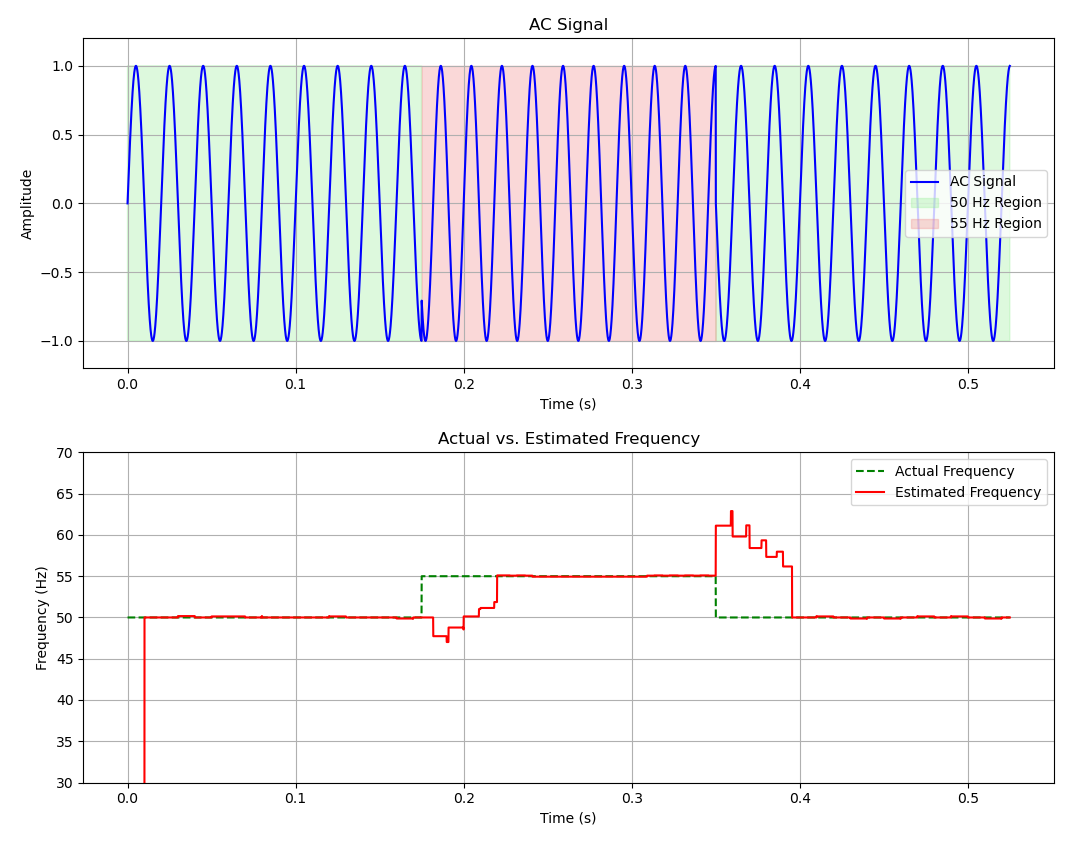 AC Signal
1.0
0.5
0.0
−0.5
−1.0
Amplitude
AC Signal
50 Hz Region
55 Hz Region
0.0 0.1 0.2 0.3 0.4 0.5
Time (s)
Actual vs. Estimated Frequency
70
65
60
55
50
45
40
35
30
Frequency (Hz)
Actual Frequency
Estimated Frequency
0.0 0.1 0.2 0.3 0.4 0.5
Time (s)